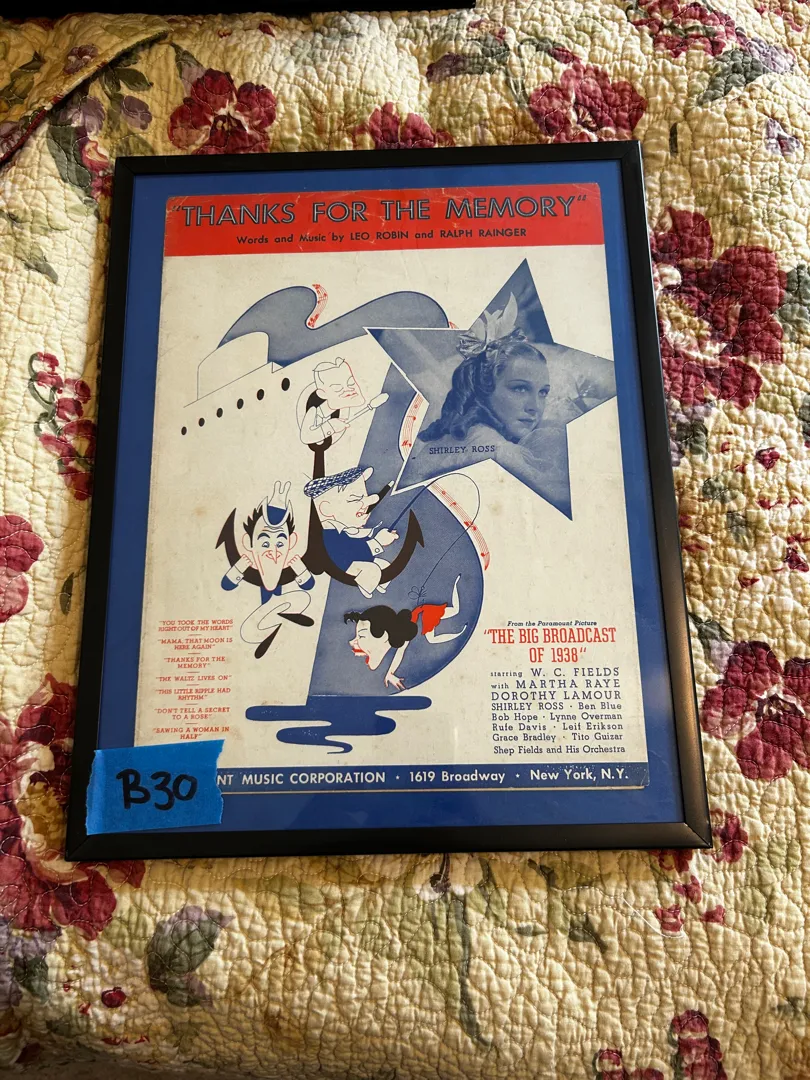 "THANKS FOR THE MEMORY"
Words and Music by LEO ROBIN and RALPH RAINGER
SHIRLEY ROSS
"YOU TOOK THE WORDS
RIGHT OUT OF MY HEART"
"MAMA, THAT MOON IS
HERE AGAIN"
"THANKS FOR THE
MEMORY"
"THE WALTZ LIVES ON"
"THIS LITTLE RIPPLE HAD
RHYTHM"
"DON'T TELL A SECRET
TO A ROSE"
"SAWING A WOMAN IN
HALF"
From the Paramount Picture
"THE BIG BROADCAST
OF 1938"
starring W. C. FIELDS
with MARTHA RAYE
DOROTHY LAMOUR
SHIRLEY ROSS · Ben Blue
Bob Hope · Lynne Overman
Rufe Davis · Leif Erikson
Grace Bradley · Tito Guizar
Shep Fields and His Orchestra
NT MUSIC CORPORATION · 1619 Broadway · New York, N.Y.
B30